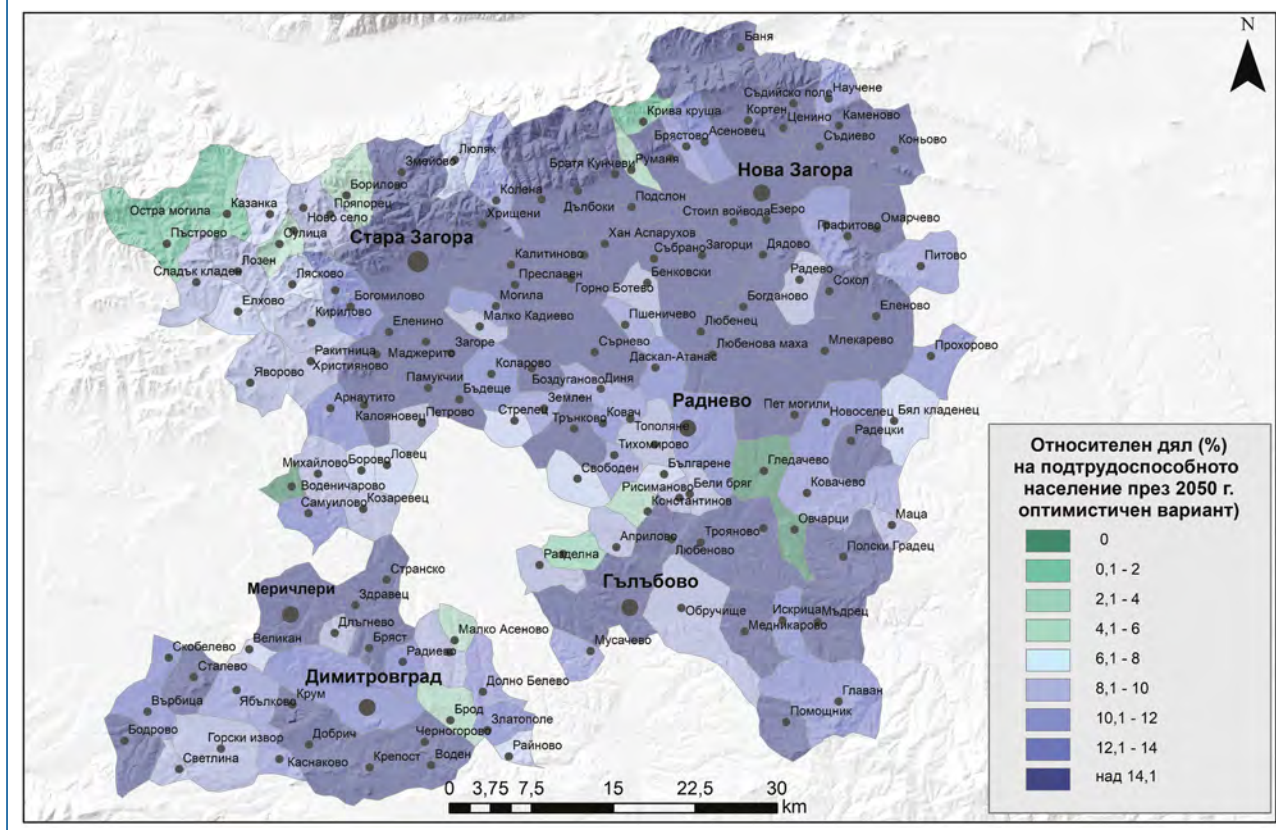 N
Баня
Научене
Съдийско поле
Крива круша
Кортен
Ценино
Каменово
Брястово
Асеновец
Съдиево
Коньово
Люляк
Змейово
Братя Кунчеви
Руманя
Нова Загора
Борилово
Колена
Дълбоки
Подслон
Казанка
Пряпорец
Остра могила
Ново село
Хрищени
Стоил войвода
Езеро
Омарчево
Графитово
Сулица
Пъстрово
Стара Загора
Хан Аспарухов
Събрано
Загорци
Дядово
Лозен
Калитиново
Питово
Сладък кладенец
Лясково
Преславен
Бенковски
Радево
Горно Ботево
Сокол
Елхово
Богомилово
Могила
Богданово
Еленово
Кирилово
Малко Кадиево
Пшеничево
Любенец
Еленино
Загоре
Сърнево
Любенова маха
Млекарево
Прохорово
Ракитница
Маджерито
Християново
Коларово
Даскал-Атанас
Яворово
Памукчии
Боздуганово
Диня
Бъдеще
Землен
Раднево
Арнаутито
Калояновец
Петрово
Стрелец
Трънково
Ковач
Пет могили
Новоселец
Бял кладенец
Тополяне
Радецки
Тихомирово
Михайлово
Борово
Ловец
Свободен
Българене
Гледачево
Воденичарово
Рисиманово
Бели бряг
Ковачево
Самуилово
Козаревец
Константинов
Маца
Овчарци
Априлово
Трояново
Разделна
Любеново
Полски Градец
Странско
Гълъбово
Меричлери
Здравец
Обручище
Искрица
Мъдрец
Длъгнево
Малко Асеново
Медникарово
Великан
Бряст
Мусачево
Скобелево
Радиево
Сталево
Димитровград
Долно Белево
Главан
Ябълково
Крум
Върбица
Брод
Златополе
Помощник
Бодрово
Горски извор
Добрич
Черногорово
Светлина
Каснаково
Крепост
Воден
Райново
0 3,75 7,5 15 22,5 30
km
Относителен дял (%)
на подтрудоспособното
население през 2050 г.
оптимистичен вариант)
0
0,1 - 2
2,1 - 4
4,1 - 6
6,1 - 8
8,1 - 10
10,1 - 12
12,1 - 14
над 14,1